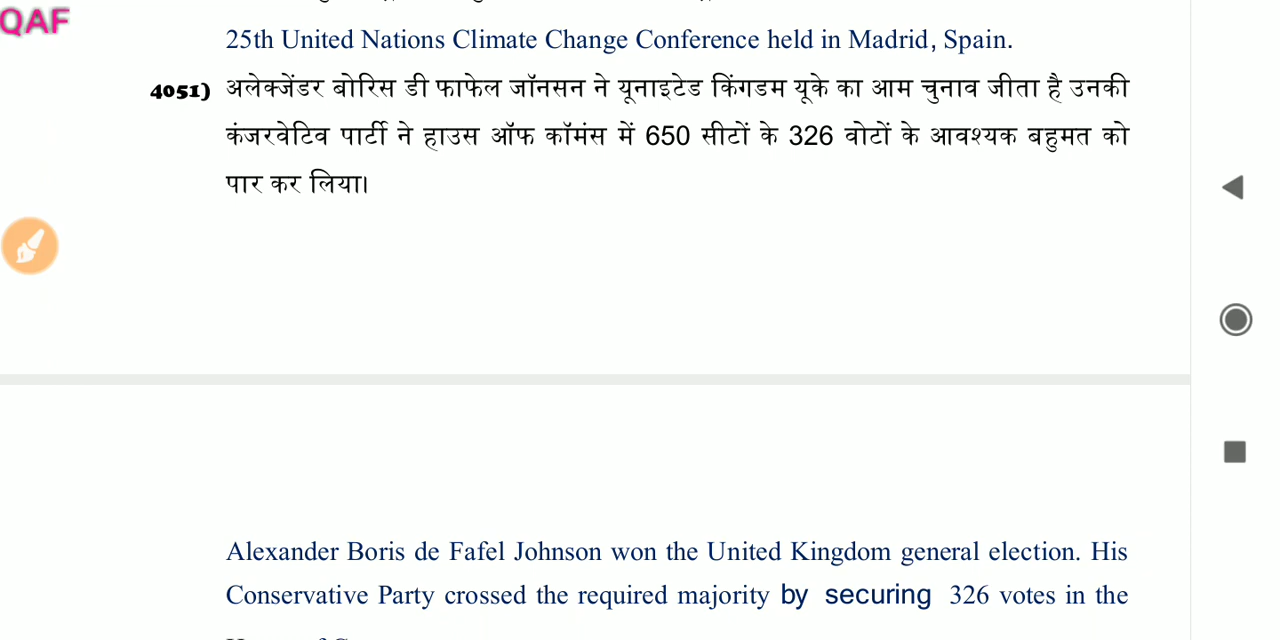 QAF
25th United Nations Climate Change Conference held in Madrid, Spain.
4051) अलेक्जेंडर बोरिस डी फाफेल जॉनसन ने यूनाइटेड किंगडम यूके का आम चुनाव जीता है उनकी
कंजरवेटिव पार्टी ने हाउस ऑफ कॉमंस में 650 सीटों के 326 वोटों के आवश्यक बहुमत को
पार कर लिया।
Alexander Boris de Fafel Johnson won the United Kingdom general election. His
Conservative Party crossed the required majority by securing 326 votes in the